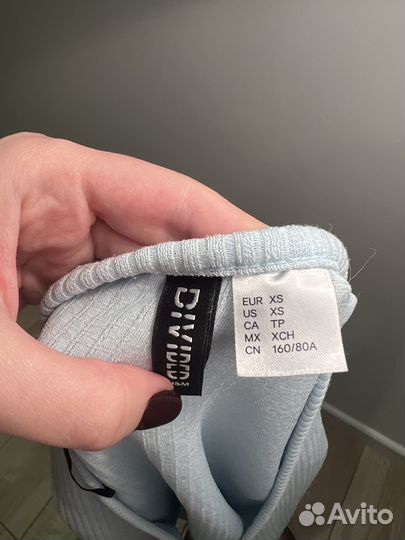 DIVIDED
H&M
EUR XS
US XS
CA TP
MX XCH
CN 160/80A
Avito